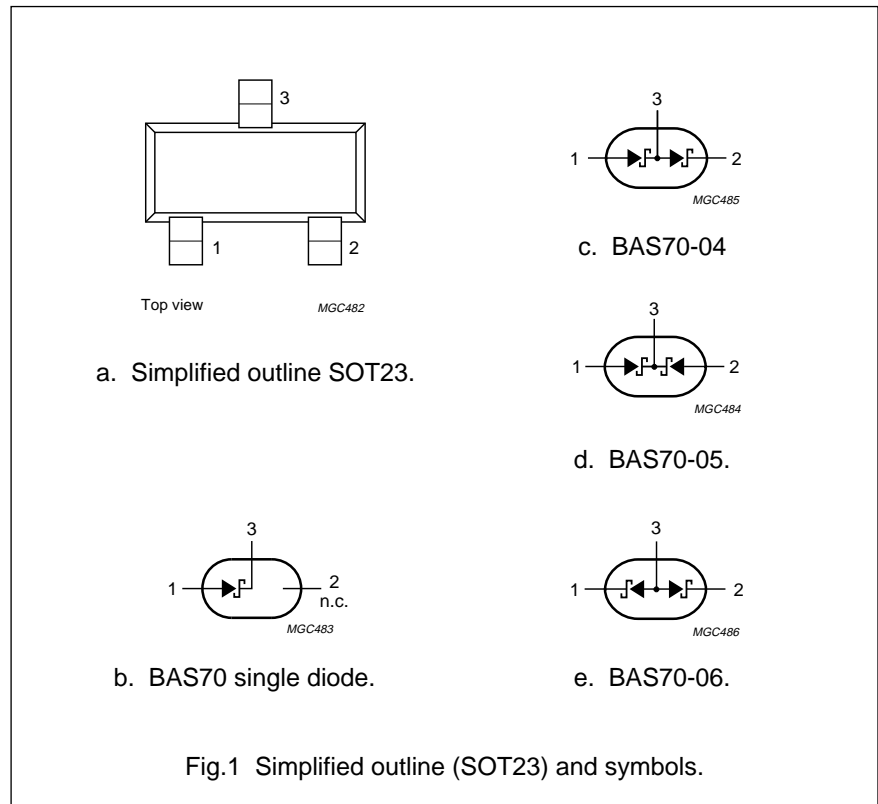 3
1
2
Top view
MGC482
a. Simplified outline SOT23.
3
1
2
n.c.
MGC483
b. BAS70 single diode.
3
1
2
MGC485
c. BAS70-04
3
1
2
MGC484
d. BAS70-05.
3
1
2
MGC486
e. BAS70-06.
Fig.1 Simplified outline (SOT23) and symbols.